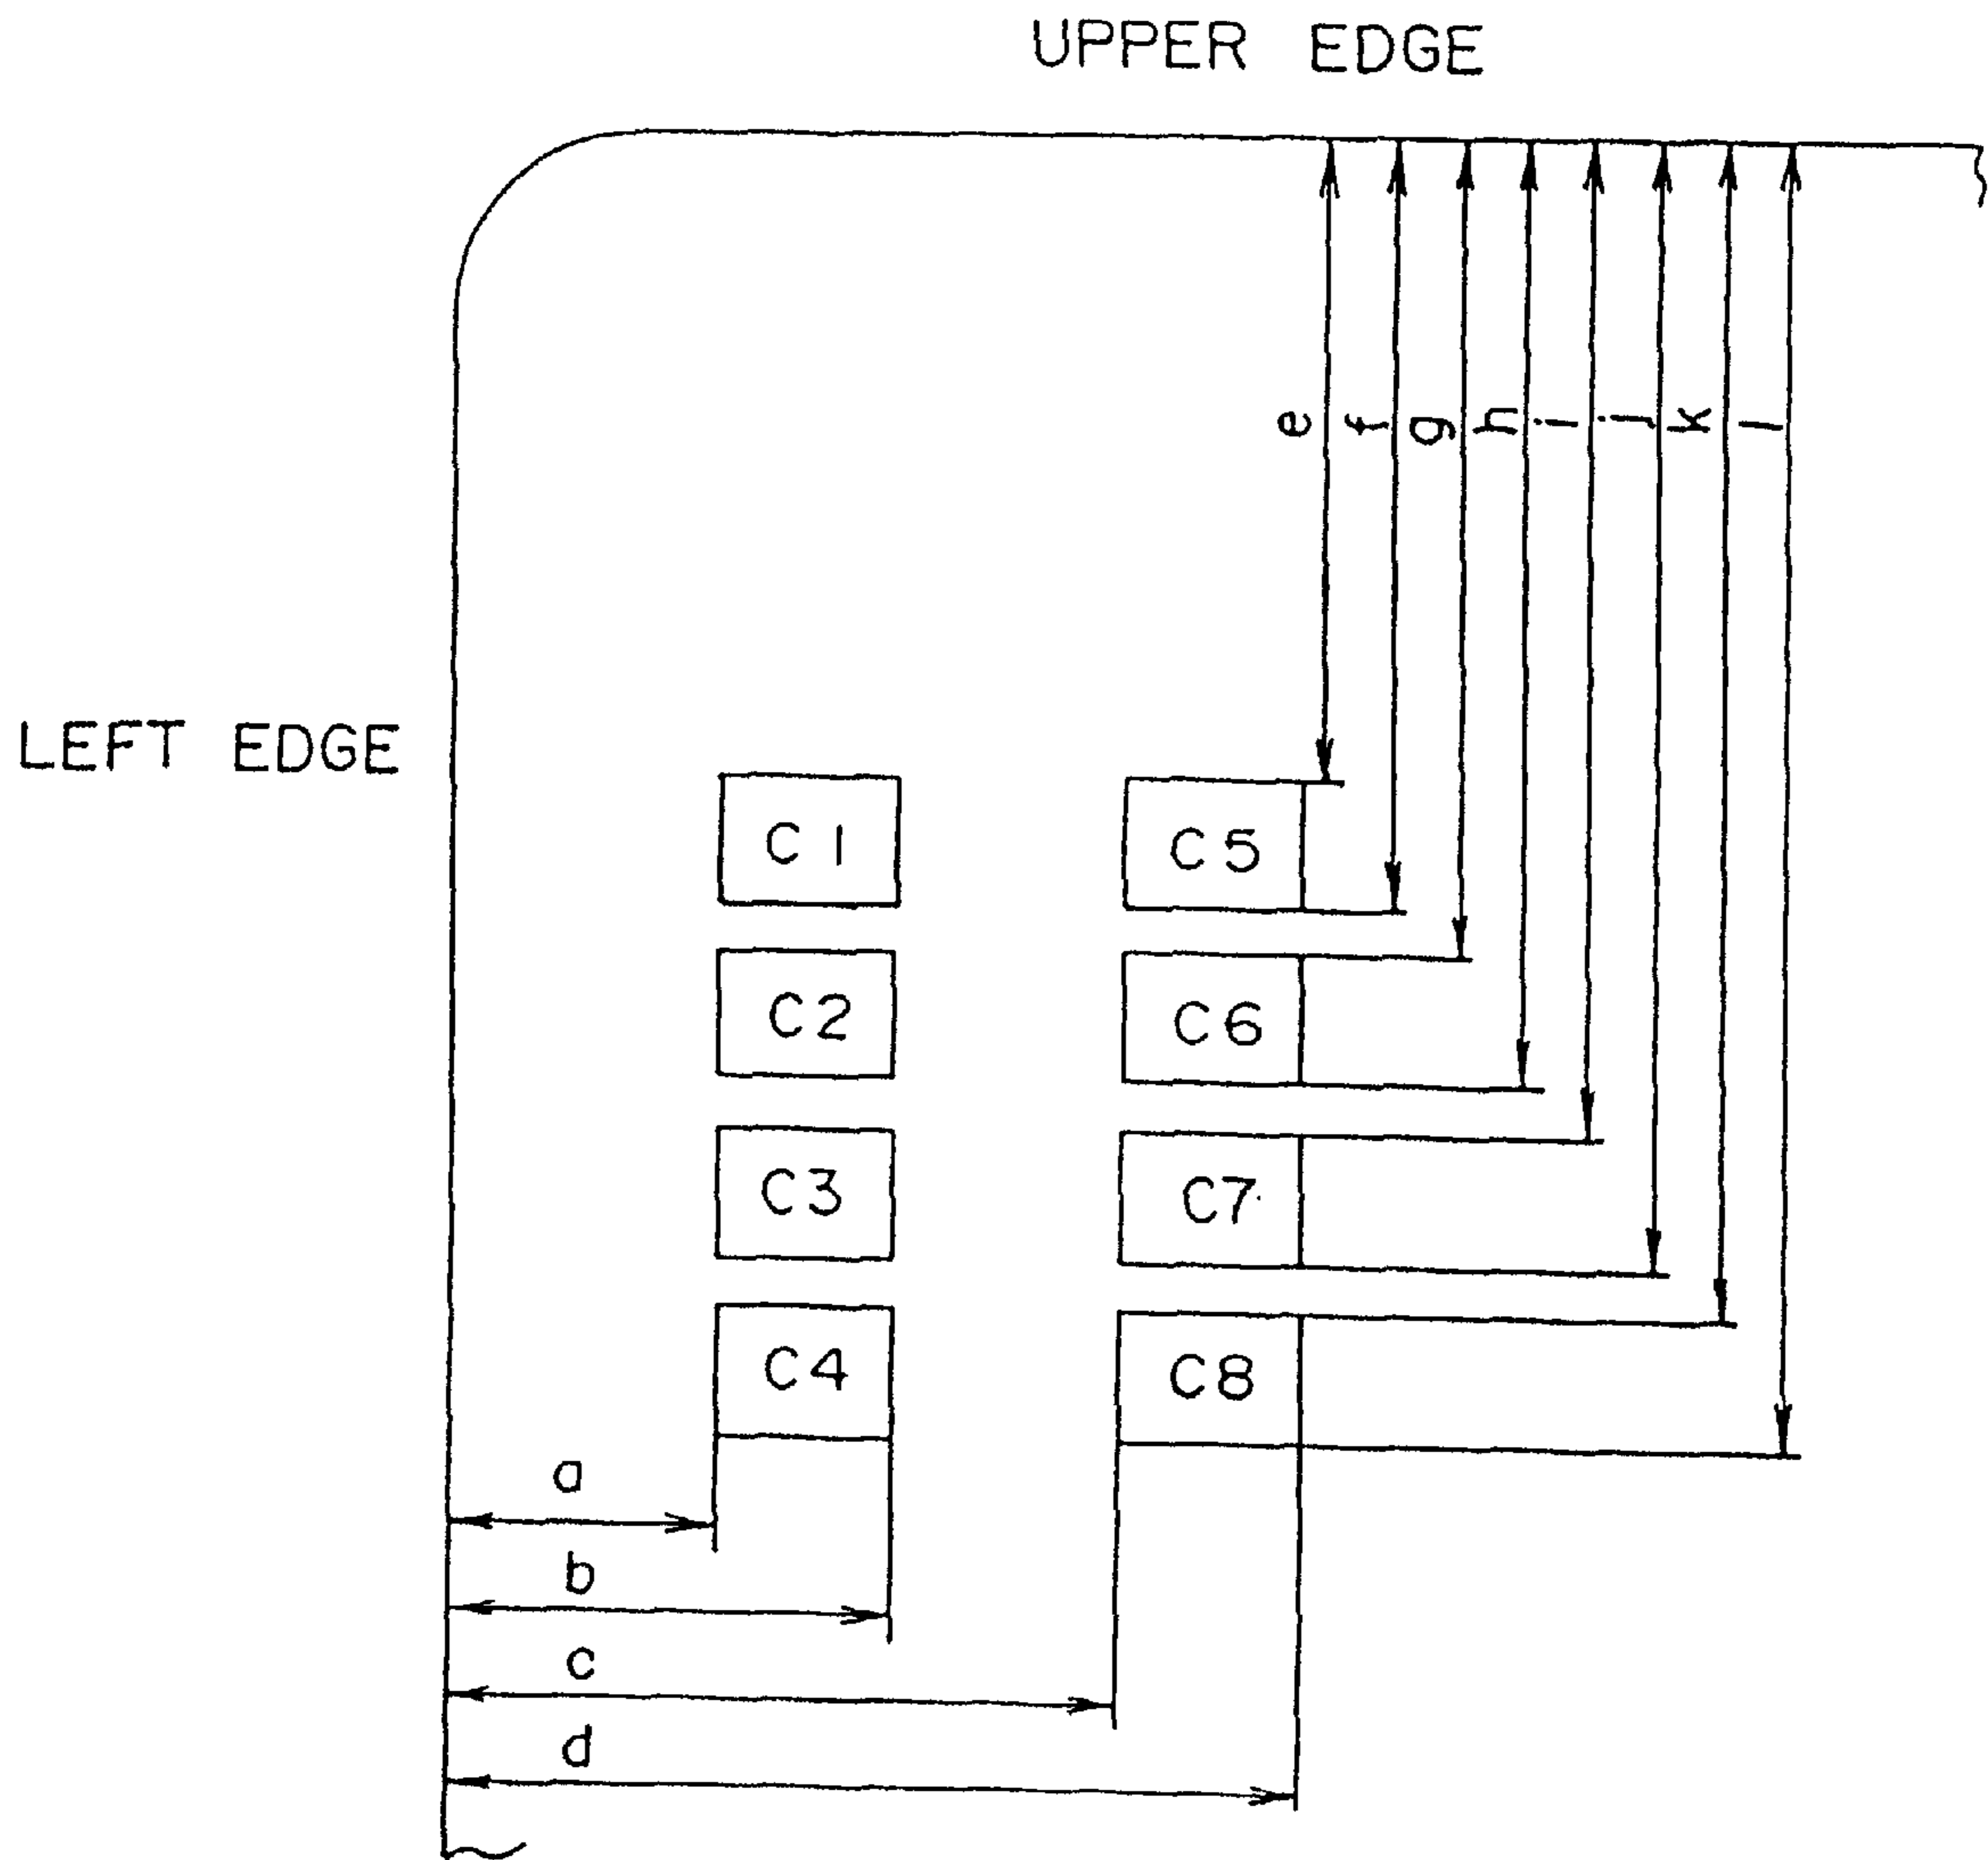 UPPER EDGE
e f g h i j k l
LEFT EDGE
C1 C5
C2 C6
C3 C7
C4 C8
a
b
c
d